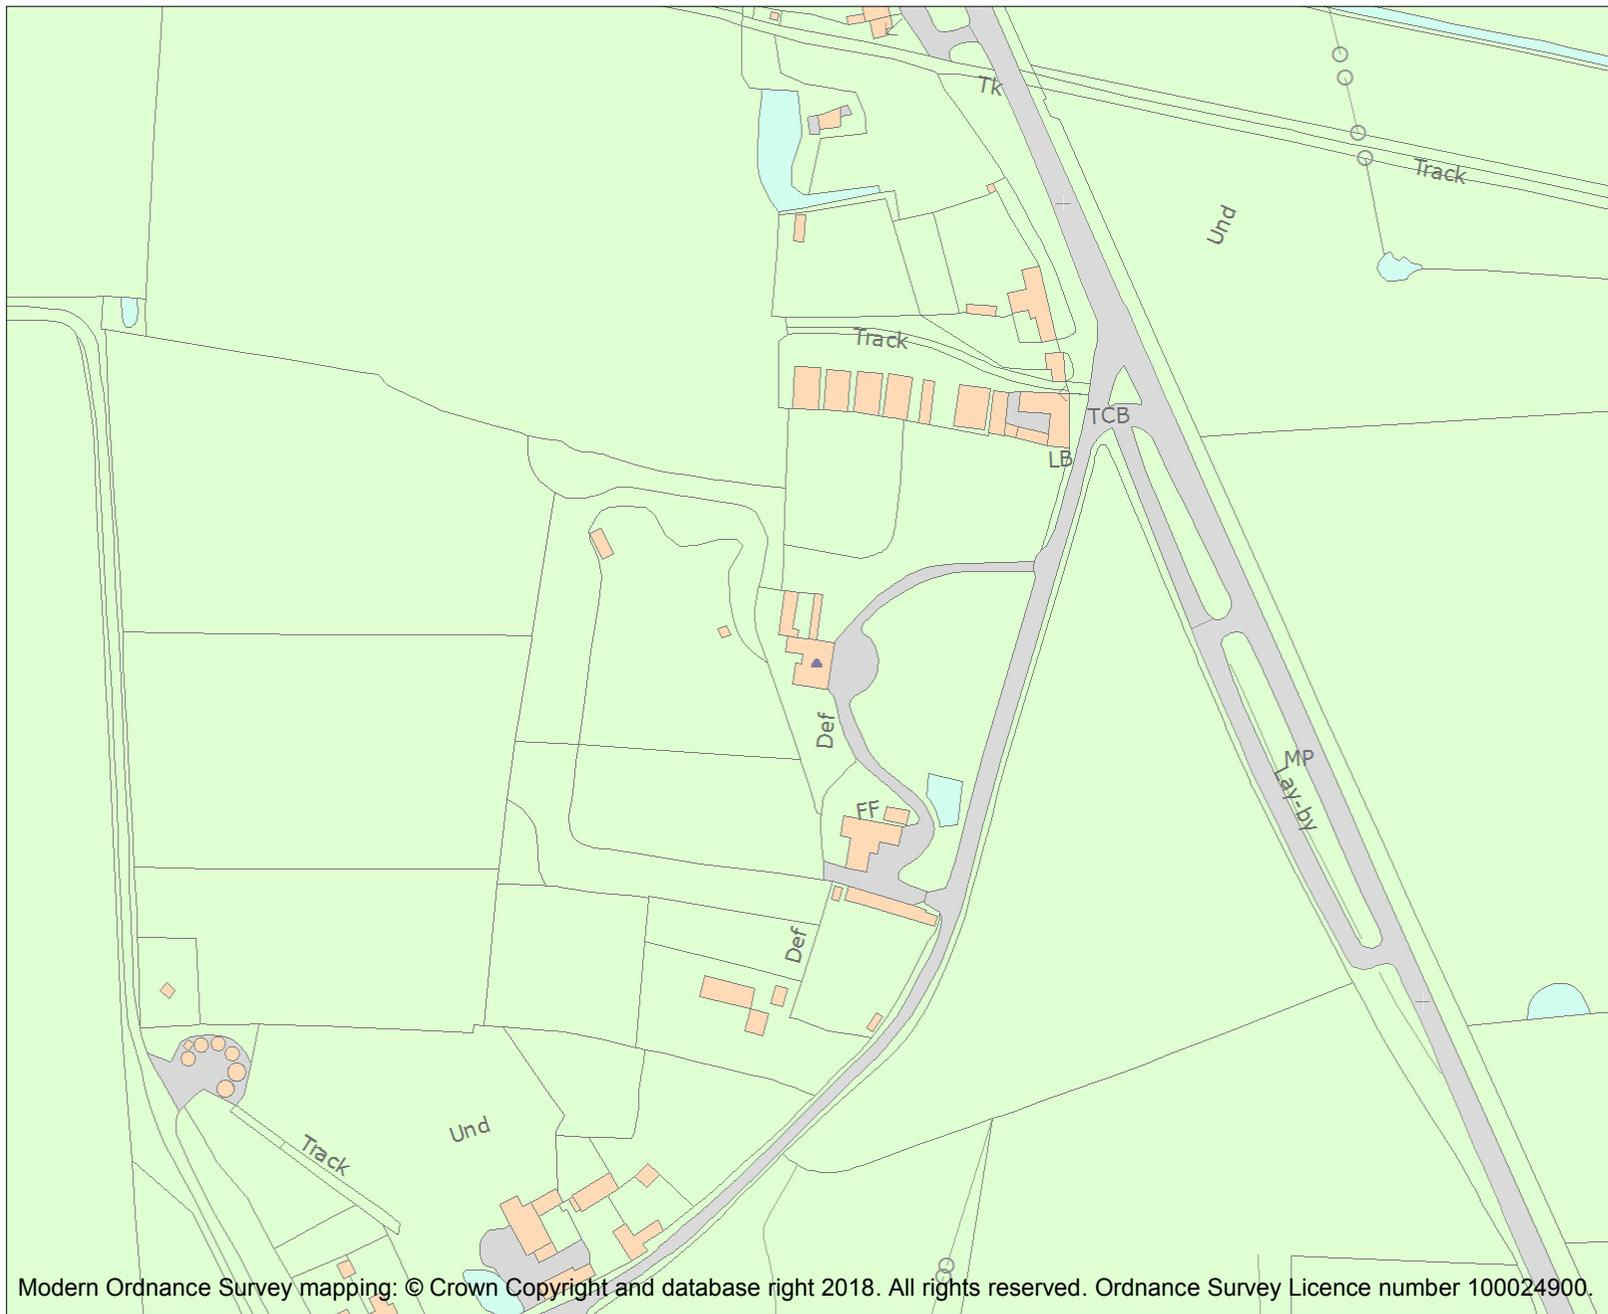 Tk
Track
Und
Track
TCB
LB
Def
MP
Lay-by
FF
Def
Und
Track
Modern Ordnance Survey mapping: © Crown Copyright and database right 2018. All rights reserved. Ordnance Survey Licence number 100024900.